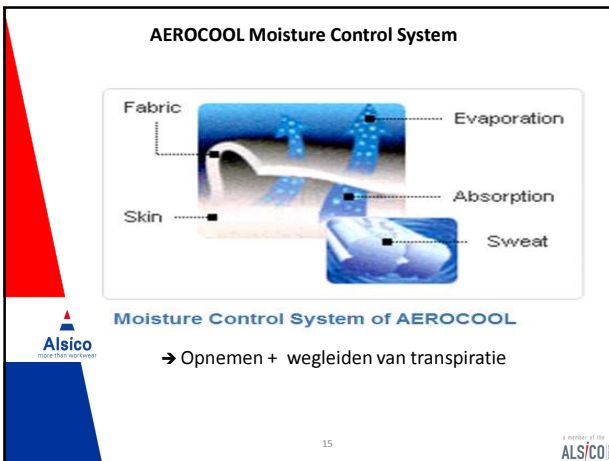 AEROCOOL Moisture Control System
Fabric
Evaporation
Absorption
Skin
Sweat
Moisture Control System of AEROCOOL
Alsico
more than workwear
➔ Opnemen + wegleiden van transpiratie
15
a member of the
ALSICO